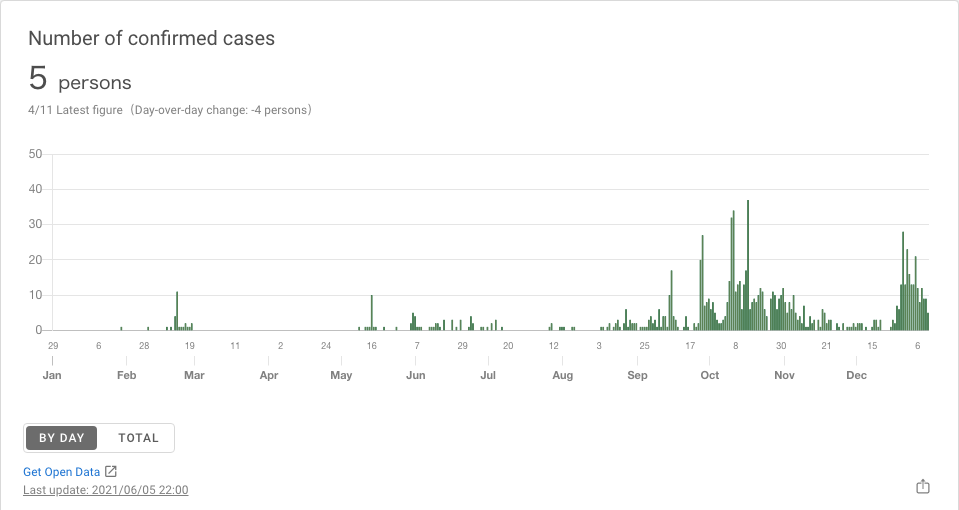 Number of confirmed cases
5 persons
4/11 Latest figure（Day-over-day change: -4 persons）
50
40
30
20
10
0
29 6 28 19 11 2 24 16 7 29 20 12 3 25 17 8 30 21 15 6
Jan Feb Mar Apr May Jun Jul Aug Sep Oct Nov Dec
BY DAY TOTAL
Get Open Data
Last update: 2021/06/05 22:00